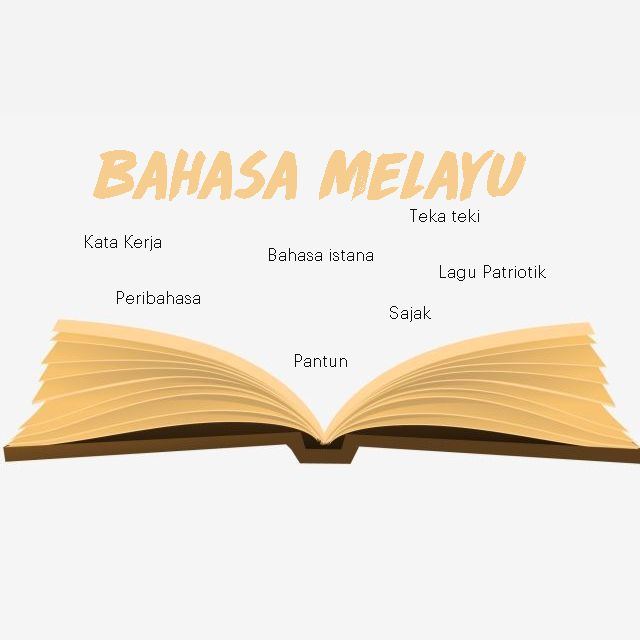 BAHASA MELAYU
Teka teki
Kata Kerja
Bahasa istana
Lagu Patriotik
Peribahasa
Sajak
Pantun